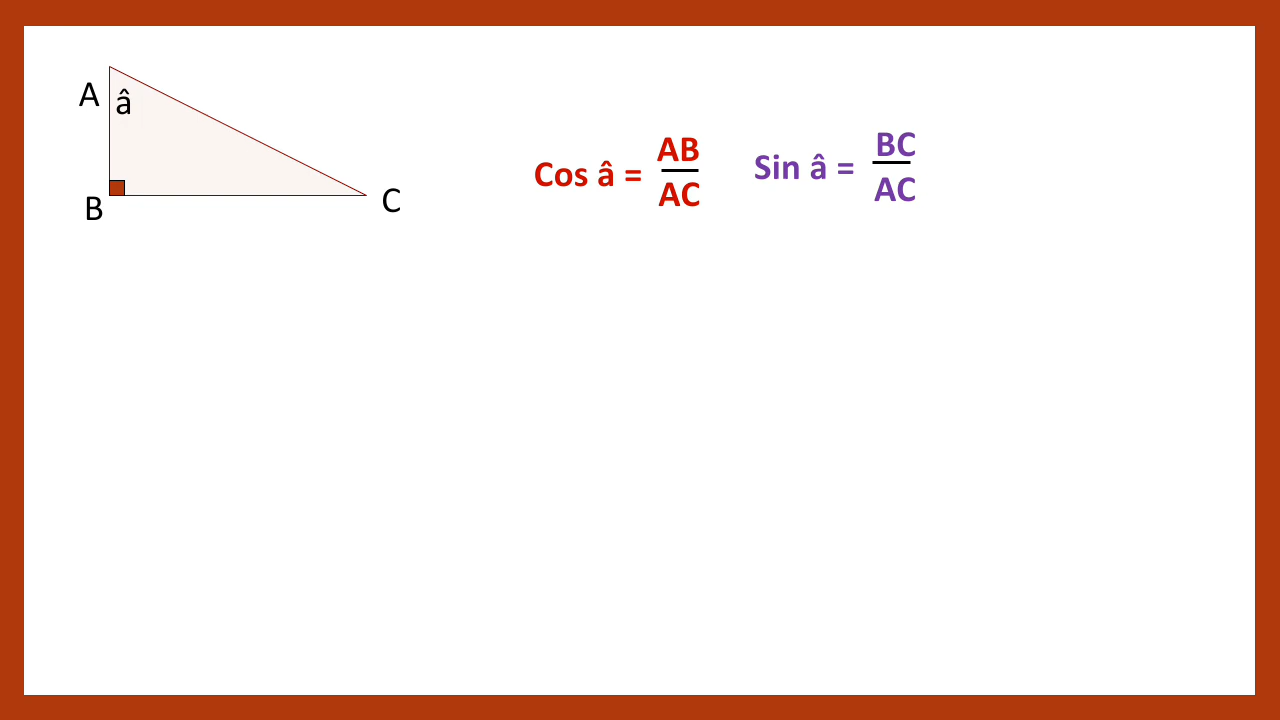 A
â
B
C
Cos â = AB
AC
Sin â = BC
AC